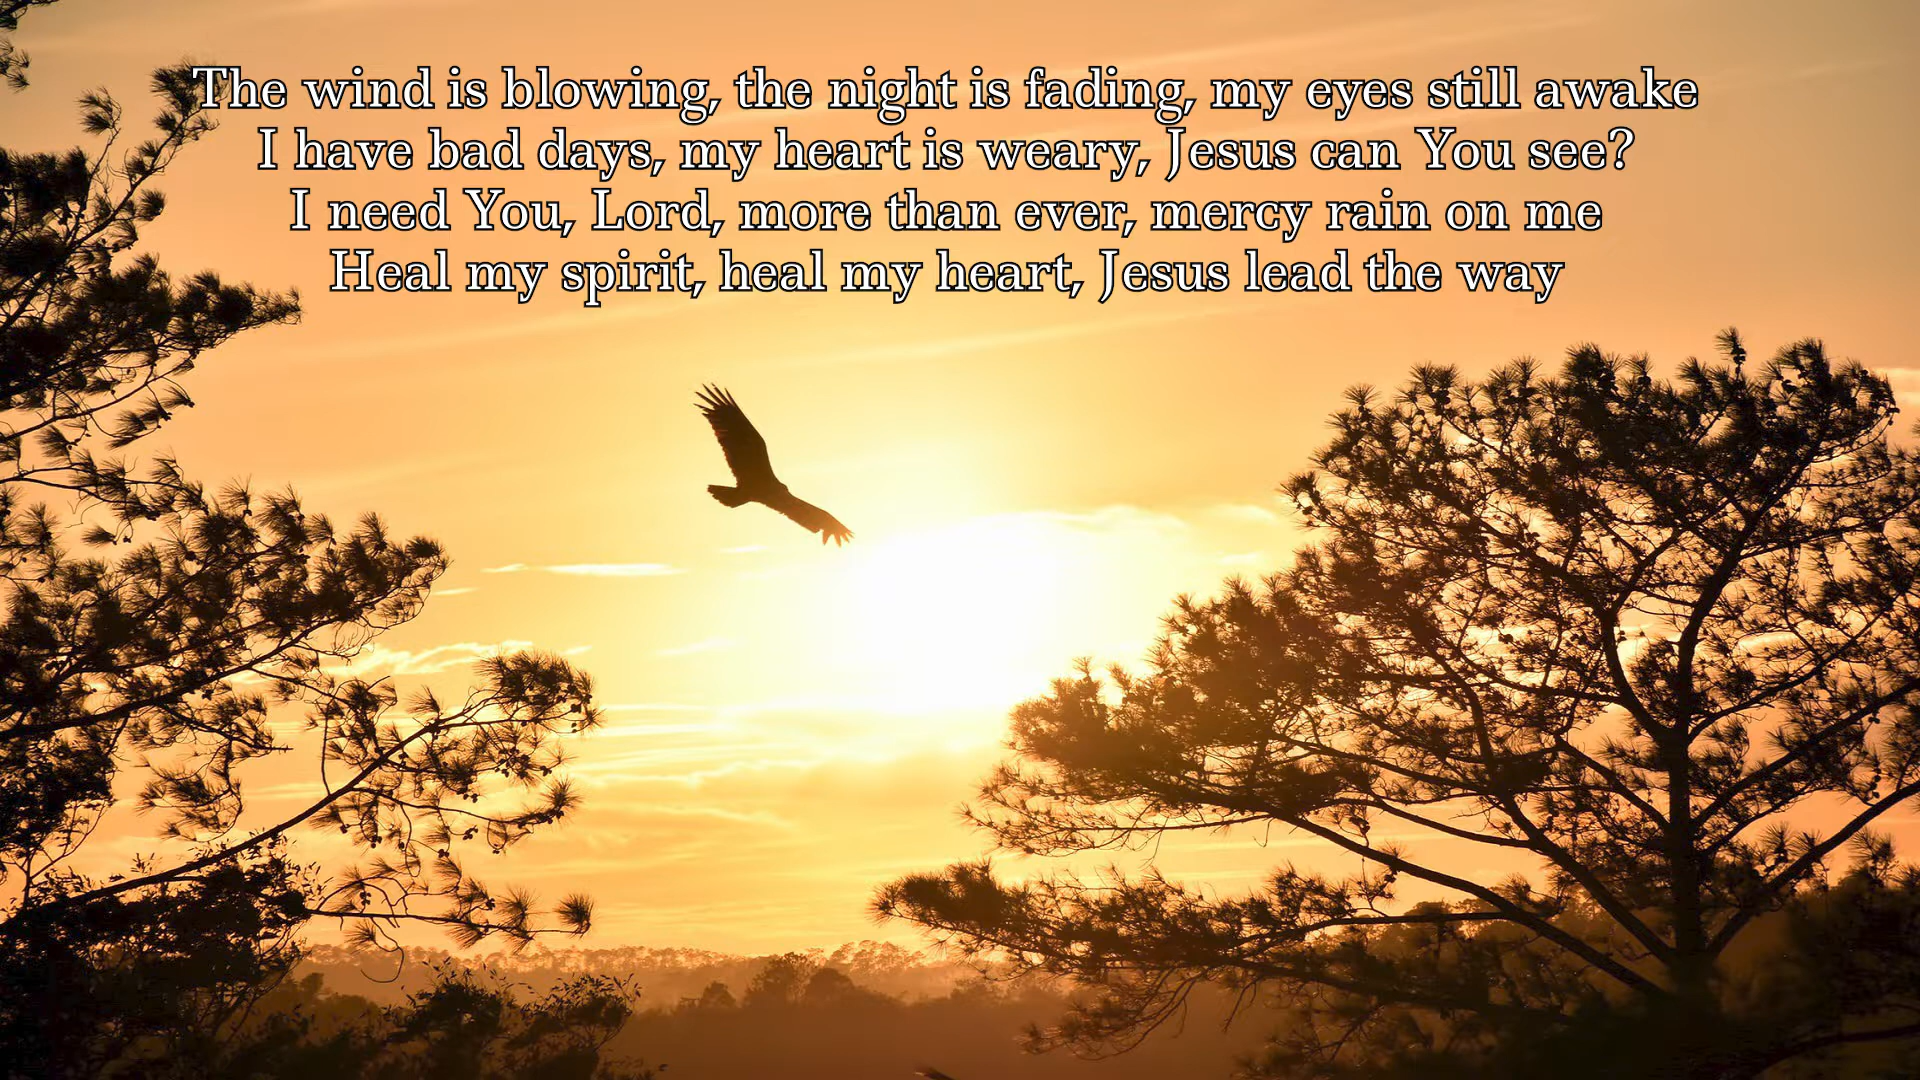 The wind is blowing, the night is fading, my eyes still awake
I have bad days, my heart is weary, Jesus can You see?
I need You, Lord, more than ever, mercy rain on me
Heal my spirit, heal my heart, Jesus lead the way